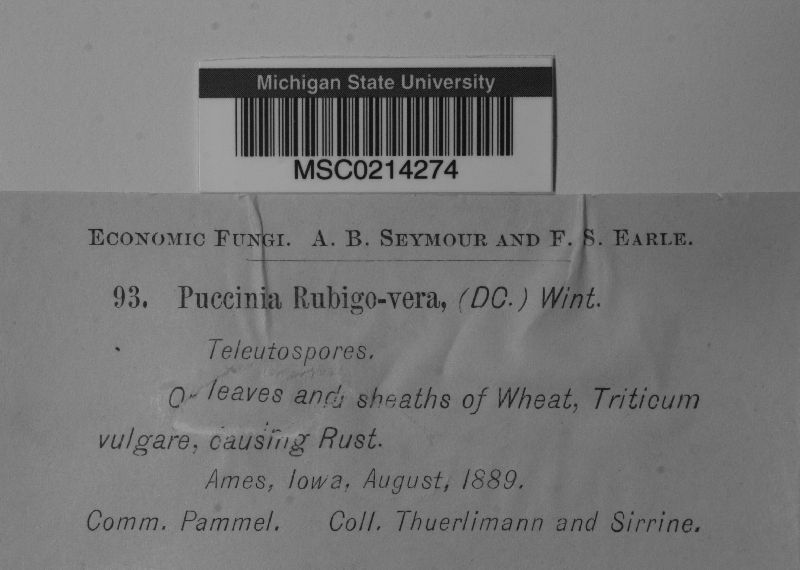 Michigan State University
MSC0214274
ECONOMIC FUNGI. A. B. SEYMOUR AND F. S. EARLE.
93. Puccinia Rubigo-vera, (DC.) Wint.
Teleutospores.
leaves and sheaths of Wheat, Triticum
vulgare, causing Rust.
Ames, Iowa, August, 1889.
Comm. Pammel. Coll. Thuerlimann and Sirrine.